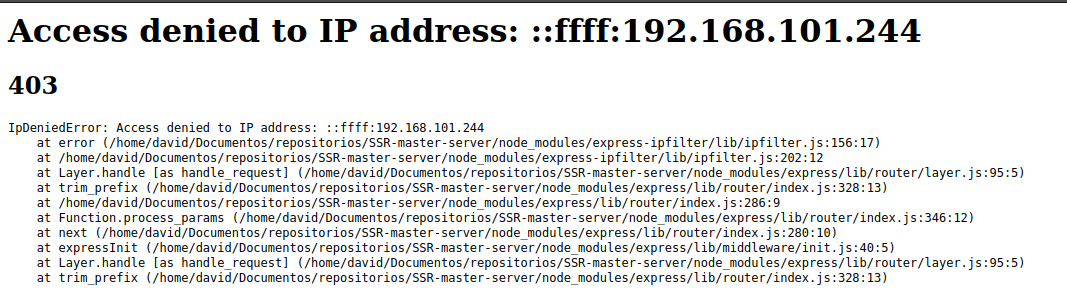 Access denied to IP address: ::ffff:192.168.101.244
403
IpDeniedError: Access denied to IP address: ::ffff:192.168.101.244
    at error (/home/david/Documentos/repositorios/SSR-master-server/node_modules/express-ipfilter/lib/ipfilter.js:156:17)
    at /home/david/Documentos/repositorios/SSR-master-server/node_modules/express-ipfilter/lib/ipfilter.js:202:12
    at Layer.handle [as handle_request] (/home/david/Documentos/repositorios/SSR-master-server/node_modules/express/lib/router/layer.js:95:5)
    at trim_prefix (/home/david/Documentos/repositorios/SSR-master-server/node_modules/express/lib/router/index.js:328:13)
    at /home/david/Documentos/repositorios/SSR-master-server/node_modules/express/lib/router/index.js:286:9
    at Function.process_params (/home/david/Documentos/repositorios/SSR-master-server/node_modules/express/lib/router/index.js:346:12)
    at next (/home/david/Documentos/repositorios/SSR-master-server/node_modules/express/lib/router/index.js:280:10)
    at expressInit (/home/david/Documentos/repositorios/SSR-master-server/node_modules/express/lib/middleware/init.js:40:5)
    at Layer.handle [as handle_request] (/home/david/Documentos/repositorios/SSR-master-server/node_modules/express/lib/router/layer.js:95:5)
    at trim_prefix (/home/david/Documentos/repositorios/SSR-master-server/node_modules/express/lib/router/index.js:328:13)